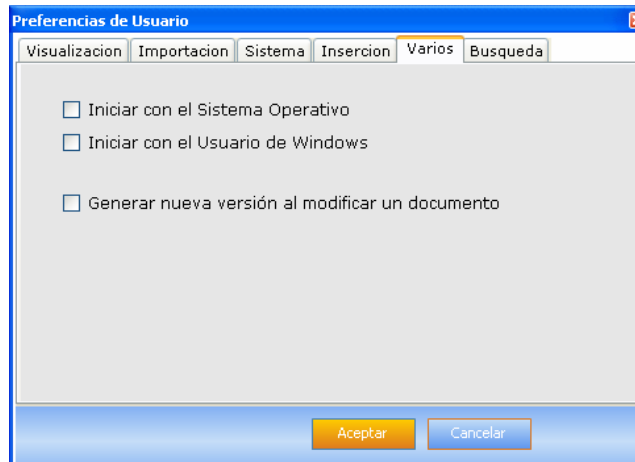 Preferencias de Usuario
Visualizacion Importacion Sistema Insercion Varios Busqueda
Iniciar con el Sistema Operativo
Iniciar con el Usuario de Windows
Generar nueva versión al modificar un documento
Aceptar Cancelar